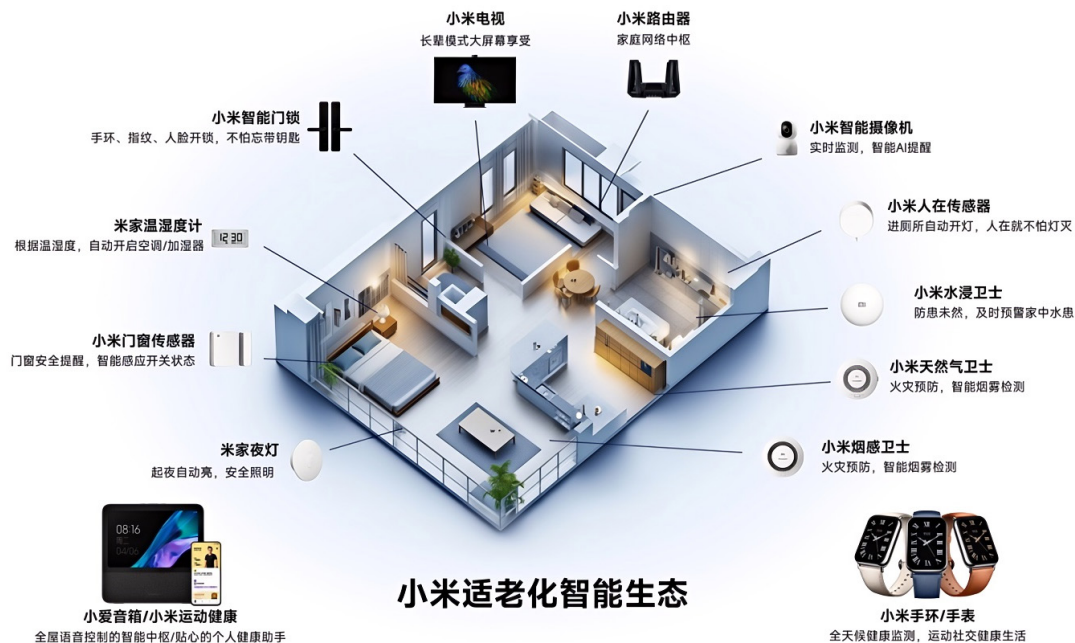 小米电视
长辈模式大屏幕享受
小米路由器
家庭网络中枢
小米智能门锁
手环、指纹、人脸开锁，不怕忘带钥匙
小米智能摄像机
实时监测，智能AI提醒
米家温湿度计
根据温湿度，自动开启空调/加湿器
12:30
小米人在传感器
进厕所自动开灯，人在就不怕灯灭
小米水浸卫士
防患未然，及时预警家中水患
小米门窗传感器
门窗安全提醒，智能感应开关状态
小米天然气卫士
火灾预防，智能烟雾检测
米家夜灯
起夜自动亮，安全照明
小米烟感卫士
火灾预防，智能烟雾检测
08:16
周二
04/06
小爱音箱/小米运动健康
全屋语音控制的智能中枢/贴心的个人健康助手
小米适老化智能生态
小米手环/手表
全天候健康监测，运动社交健康生活